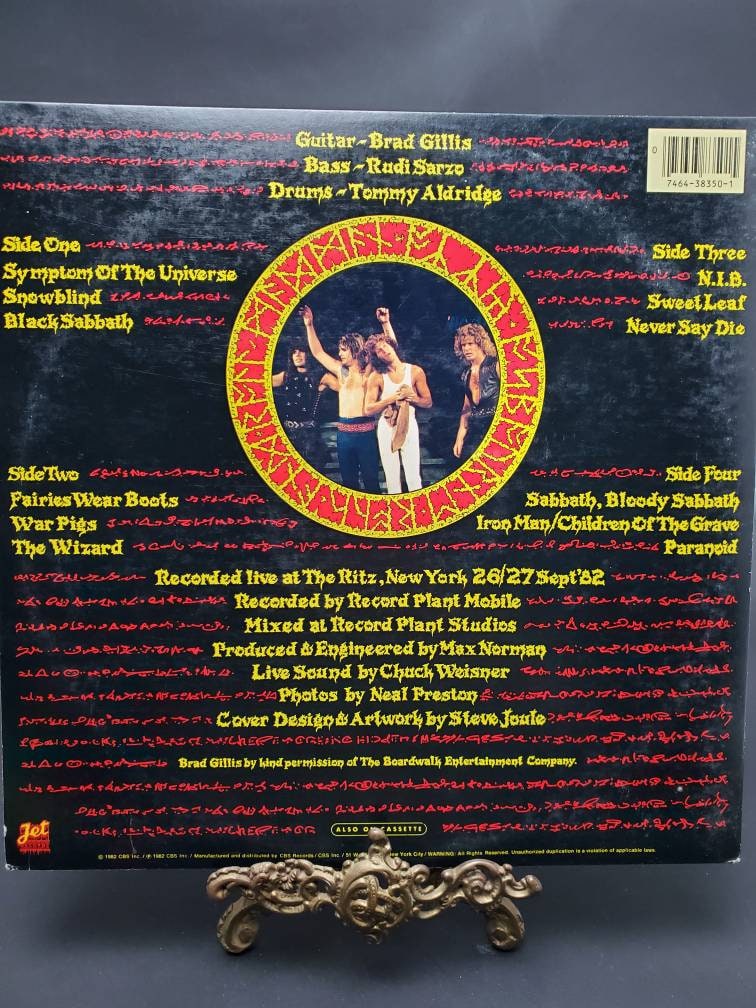 Guitar~Brad Gillis
Bass~Rudi Sarzo
Drums~Tommy Aldridge
0
7464-38350-1
Side One
Symptom Of The Universe
Snowblind
Black Sabbath
Side Three
N.I.B.
Sweet Leaf
Never Say Die
Side Two
Fairies Wear Boots
War Pigs
The Wizard
Side Four
Sabbath, Bloody Sabbath
Iron Man/Children Of The Grave
Paranoid
Recorded live at The Ritz, New York 26/27 Sept'82
Recorded by Record Plant Mobile
Mixed at Record Plant Studios
Produced & Engineered by Max Norman
Live Sound by Chuck Weisner
Photos by Neal Preston
Cover Design & Artwork by Steve Joule
Brad Gillis by kind permission of The Boardwalk Entertainment Company.
Jet
RECORDS
ALSO ON CASSETTE
© 1982 CBS Inc. / ℗ 1982 CBS Inc. / Manufactured and distributed by CBS Records / CBS Inc. / 51 W York City / WARNING: All Rights Reserved. Unauthorized duplication is a violation of applicable laws.